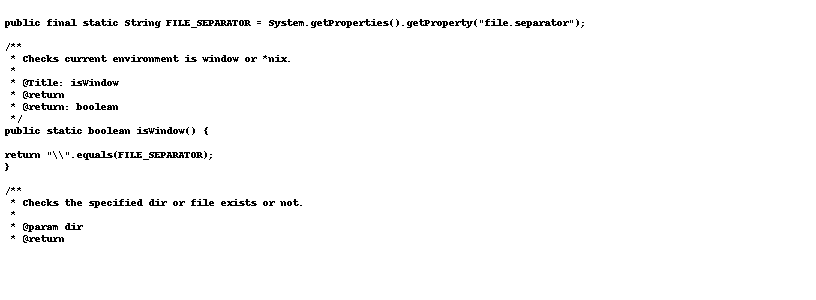 public final static String FILE_SEPARATOR = System.getProperties().getProperty("file.separator");
/**
* Checks current environment is window or *nix.
*
* @Title: isWindow
* @return
* @return: boolean
*/
public static boolean isWindow() {
return "\\".equals(FILE_SEPARATOR);
}
/**
* Checks the specified dir or file exists or not.
*
* @param dir
* @return